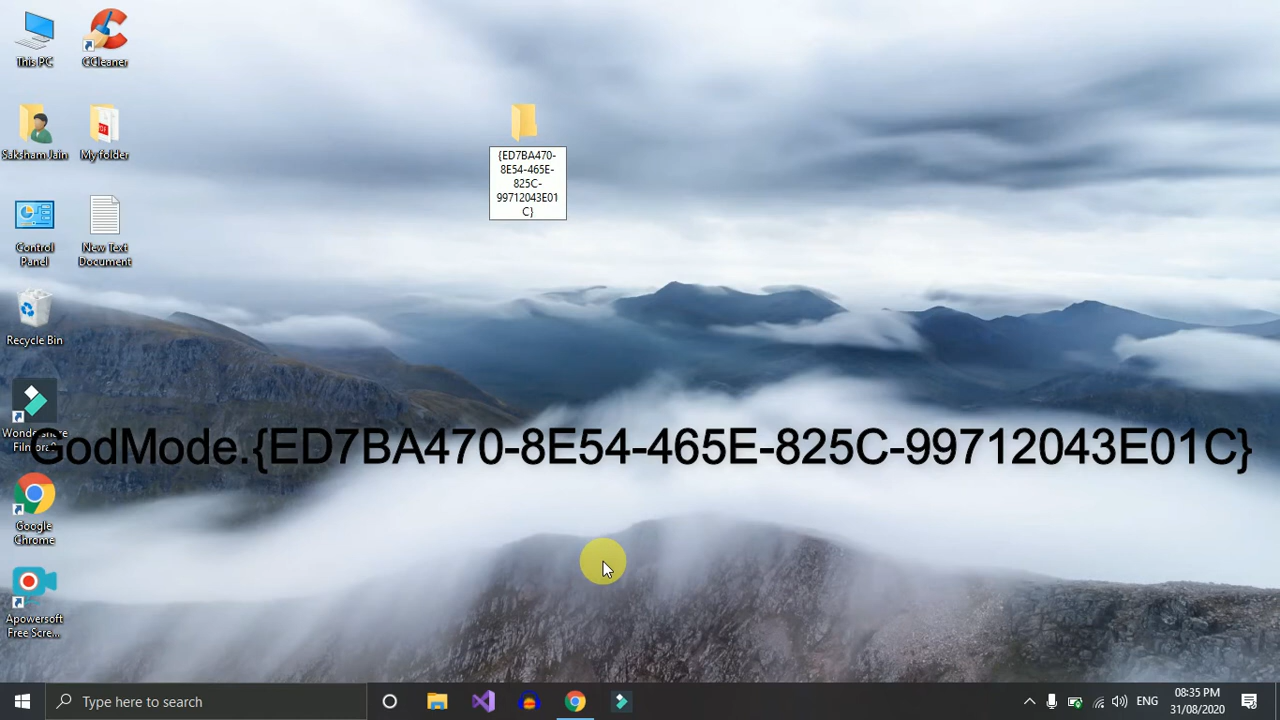 This PC
CCleaner
Saksham Jain
My folder
{ED7BA470-
8E54-465E-
825C-
99712043E01
C}
Control
Panel
New Text
Document
Recycle Bin
Wondershare
GodMode.{ED7BA470-8E54-465E-825C-99712043E01C}
Google
Chrome
Apowersoft
Free Scre...
Type here to search
ENG
08:35 PM
31/08/2020